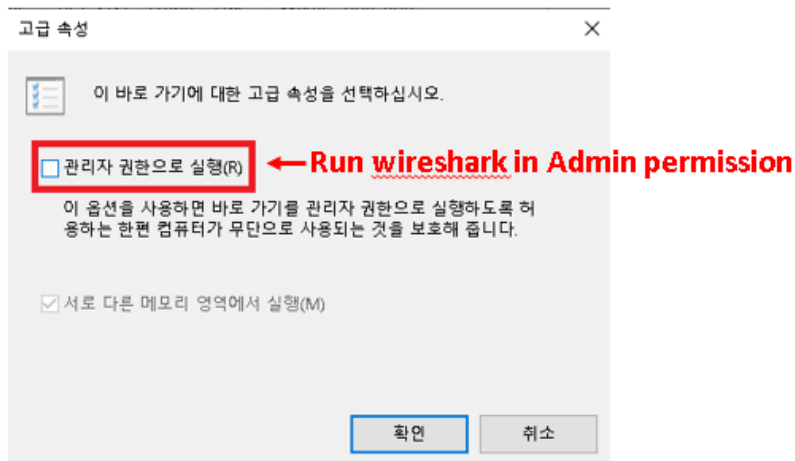 고급 속성
이 바로 가기에 대한 고급 속성을 선택하십시오.
관리자 권한으로 실행(R)
Run wireshark in Admin permission
이 옵션을 사용하면 바로 가기를 관리자 권한으로 실행하도록 허
용하는 한편 컴퓨터가 무단으로 사용되는 것을 보호해 줍니다.
서로 다른 메모리 영역에서 실행(M)
확인
취소